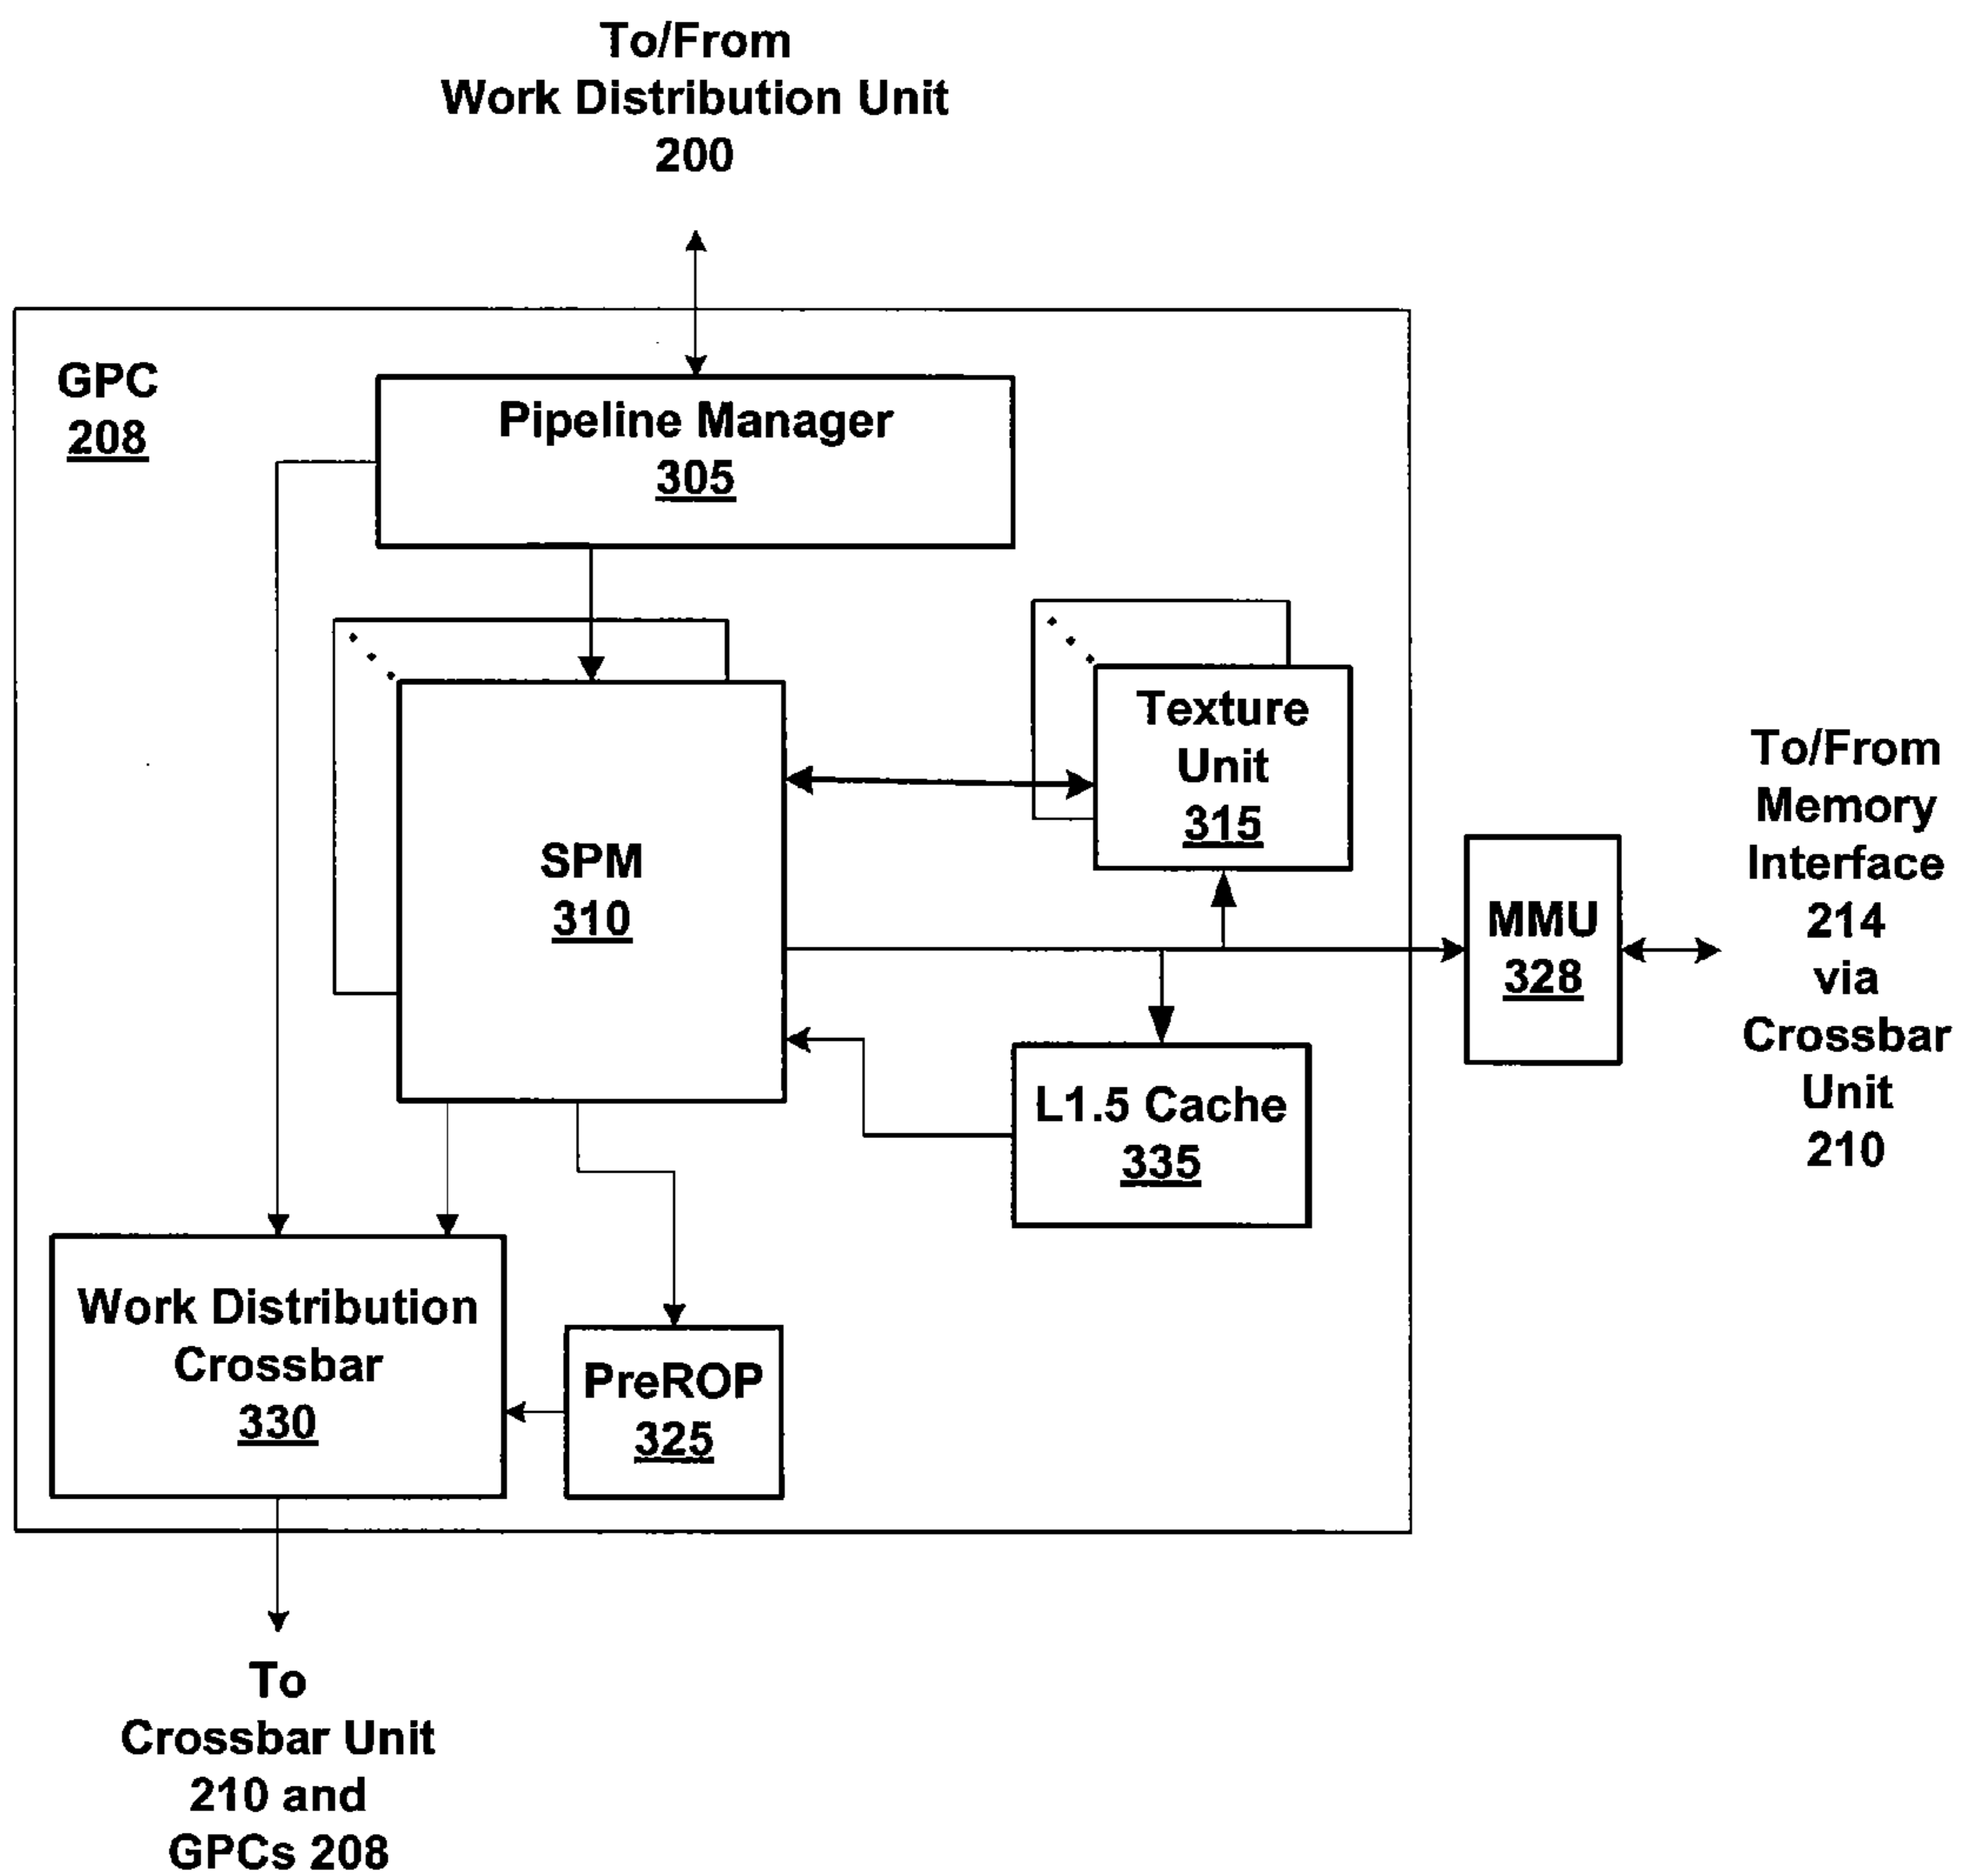 To/From
Work Distribution Unit
200
GPC
208
Pipeline Manager
305
Texture
Unit
315
SPM
310
To/From
Memory
Interface
214
via
Crossbar
Unit
210
MMU
328
L1.5 Cache
335
Work Distribution
Crossbar
330
PreROP
325
To
Crossbar Unit
210 and
GPCs 208